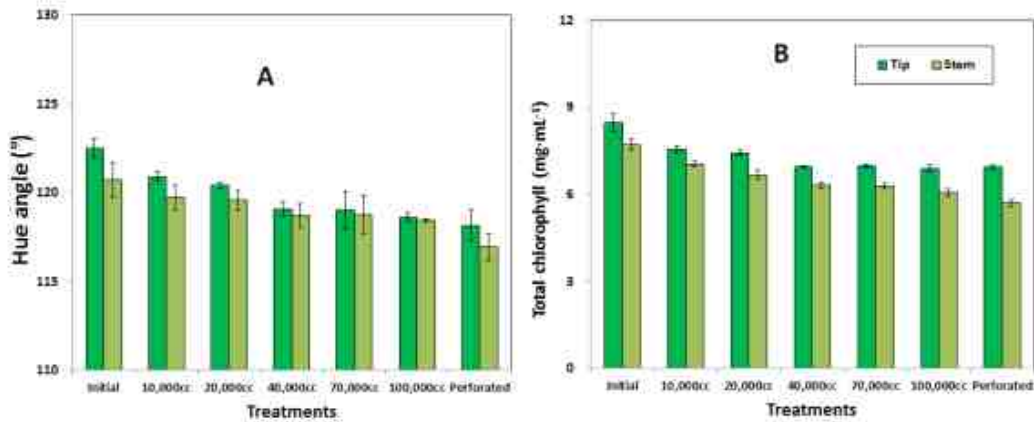 130
125
120
115
110
Hue angle (°)
A
Initial 10,000cc 20,000cc 40,000cc 70,000cc 100,000cc Perforated
Treatments
12
9
6
3
0
Total chlorophyll (mg·mL⁻¹)
B
Tip Stem
Initial 10,000cc 20,000cc 40,000cc 70,000cc 100,000cc Perforated
Treatments